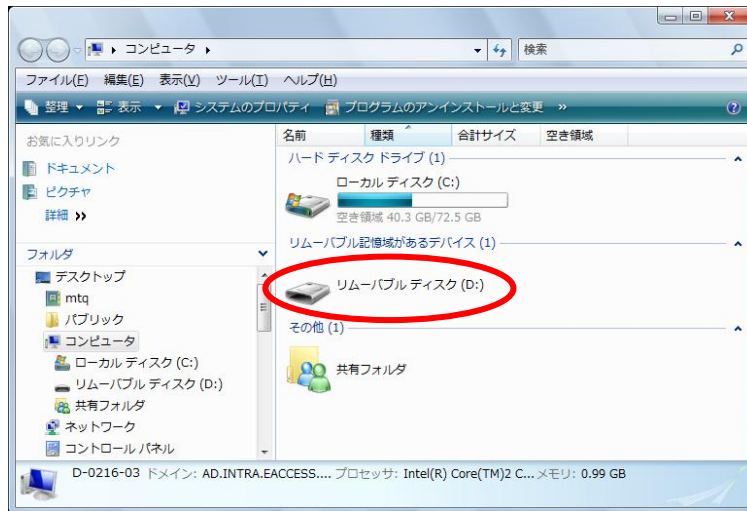 コンピュータ
検索
ファイル(F) 編集(E) 表示(V) ツール(T) ヘルプ(H)
整理 表示 システムのプロパティ プログラムのアンインストールと変更 »
お気に入りリンク
ドキュメント
ピクチャ
詳細 »
フォルダ
デスクトップ
mtq
パブリック
コンピュータ
ローカル ディスク (C:)
リムーバブル ディスク (D:)
共有フォルダ
ネットワーク
コントロール パネル
名前 種類 合計サイズ 空き領域
ハード ディスク ドライブ (1)
ローカル ディスク (C:)
空き領域 40.3 GB/72.5 GB
リムーバブル記憶域があるデバイス (1)
リムーバブル ディスク (D:)
その他 (1)
共有フォルダ
D-0216-03 ドメイン: AD.INTRA.EACCESS.... プロセッサ: Intel(R) Core(TM)2 C... メモリ: 0.99 GB